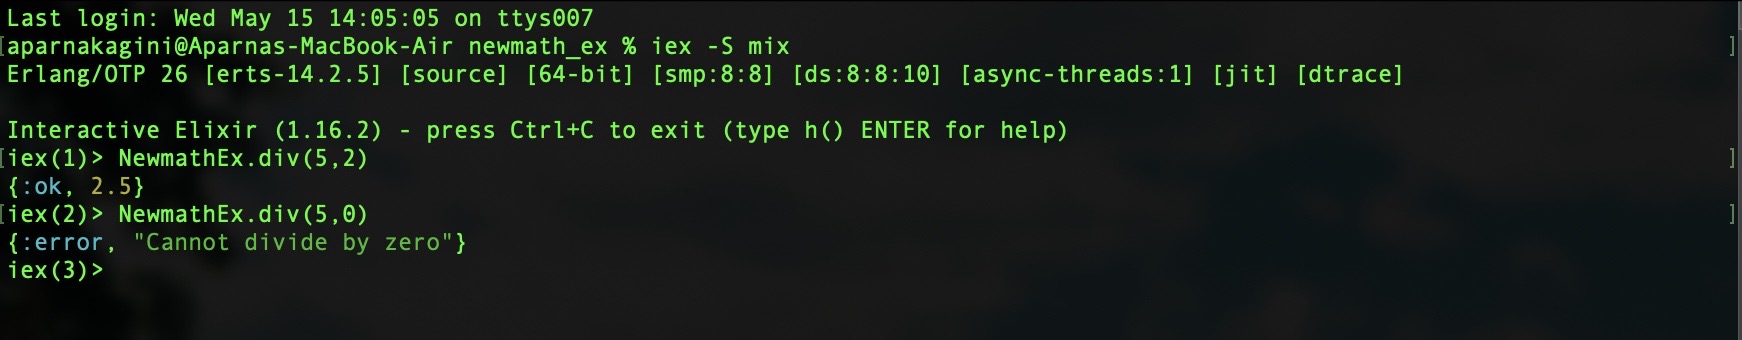 Last login: Wed May 15 14:05:05 on ttys007
[aparnakagini@Aparnas-MacBook-Air newmath_ex % iex -S mix ]
Erlang/OTP 26 [erts-14.2.5] [source] [64-bit] [smp:8:8] [ds:8:8:10] [async-threads:1] [jit] [dtrace]
Interactive Elixir (1.16.2) - press Ctrl+C to exit (type h() ENTER for help)
[iex(1)> NewmathEx.div(5,2) ]
{:ok, 2.5}
[iex(2)> NewmathEx.div(5,0) ]
{:error, "Cannot divide by zero"}
iex(3)>